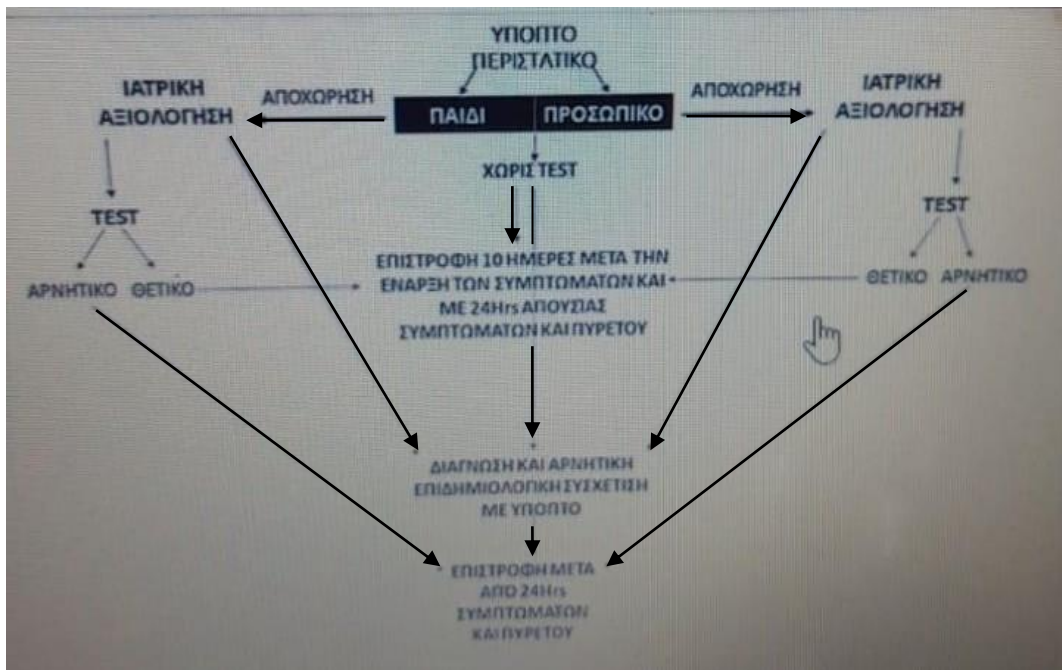 ΥΠΟΠΤΟ
ΠΕΡΙΣΤΑΤΙΚΟ
ΙΑΤΡΙΚΗ
ΑΞΙΟΛΟΓΗΣΗ
ΑΠΟΧΩΡΗΣΗ
ΠΑΙΔΙ
ΠΡΟΣΩΠΙΚΟ
ΑΠΟΧΩΡΗΣΗ
ΙΑΤΡΙΚΗ
ΑΞΙΟΛΟΓΗΣΗ
ΧΩΡΙΣ TEST
TEST
TEST
ΑΡΝΗΤΙΚΟ
ΘΕΤΙΚΟ
ΕΠΙΣΤΡΟΦΗ 10 ΗΜΕΡΕΣ ΜΕΤΑ ΤΗΝ
ΕΝΑΡΞΗ ΤΩΝ ΣΥΜΠΤΩΜΑΤΩΝ ΚΑΙ
ΜΕ 24Hrs ΑΠΟΥΣΙΑΣ
ΣΥΜΠΤΩΜΑΤΩΝ ΚΑΙ ΠΥΡΕΤΟΥ
ΘΕΤΙΚΟ
ΑΡΝΗΤΙΚΟ
ΔΙΑΓΝΩΣΗ ΚΑΙ ΑΡΝΗΤΙΚΗ
ΕΠΙΔΗΜΙΟΛΟΓΙΚΗ ΣΥΣΧΕΤΙΣΗ
ΜΕ ΥΠΟΠΤΟ
ΕΠΙΣΤΡΟΦΗ ΜΕΤΑ
ΑΠΟ 24Hrs
ΣΥΜΠΤΩΜΑΤΩΝ
ΚΑΙ ΠΥΡΕΤΟΥ